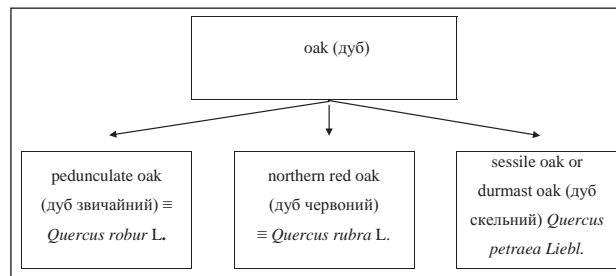 oak (дуб)
pedunculate oak
(дуб звичайний) ≡
Quercus robur L.
northern red oak
(дуб червоний)
≡ Quercus rubra L.
sessile oak or
durmast oak (дуб
скельний) Quercus
petraea Liebl.